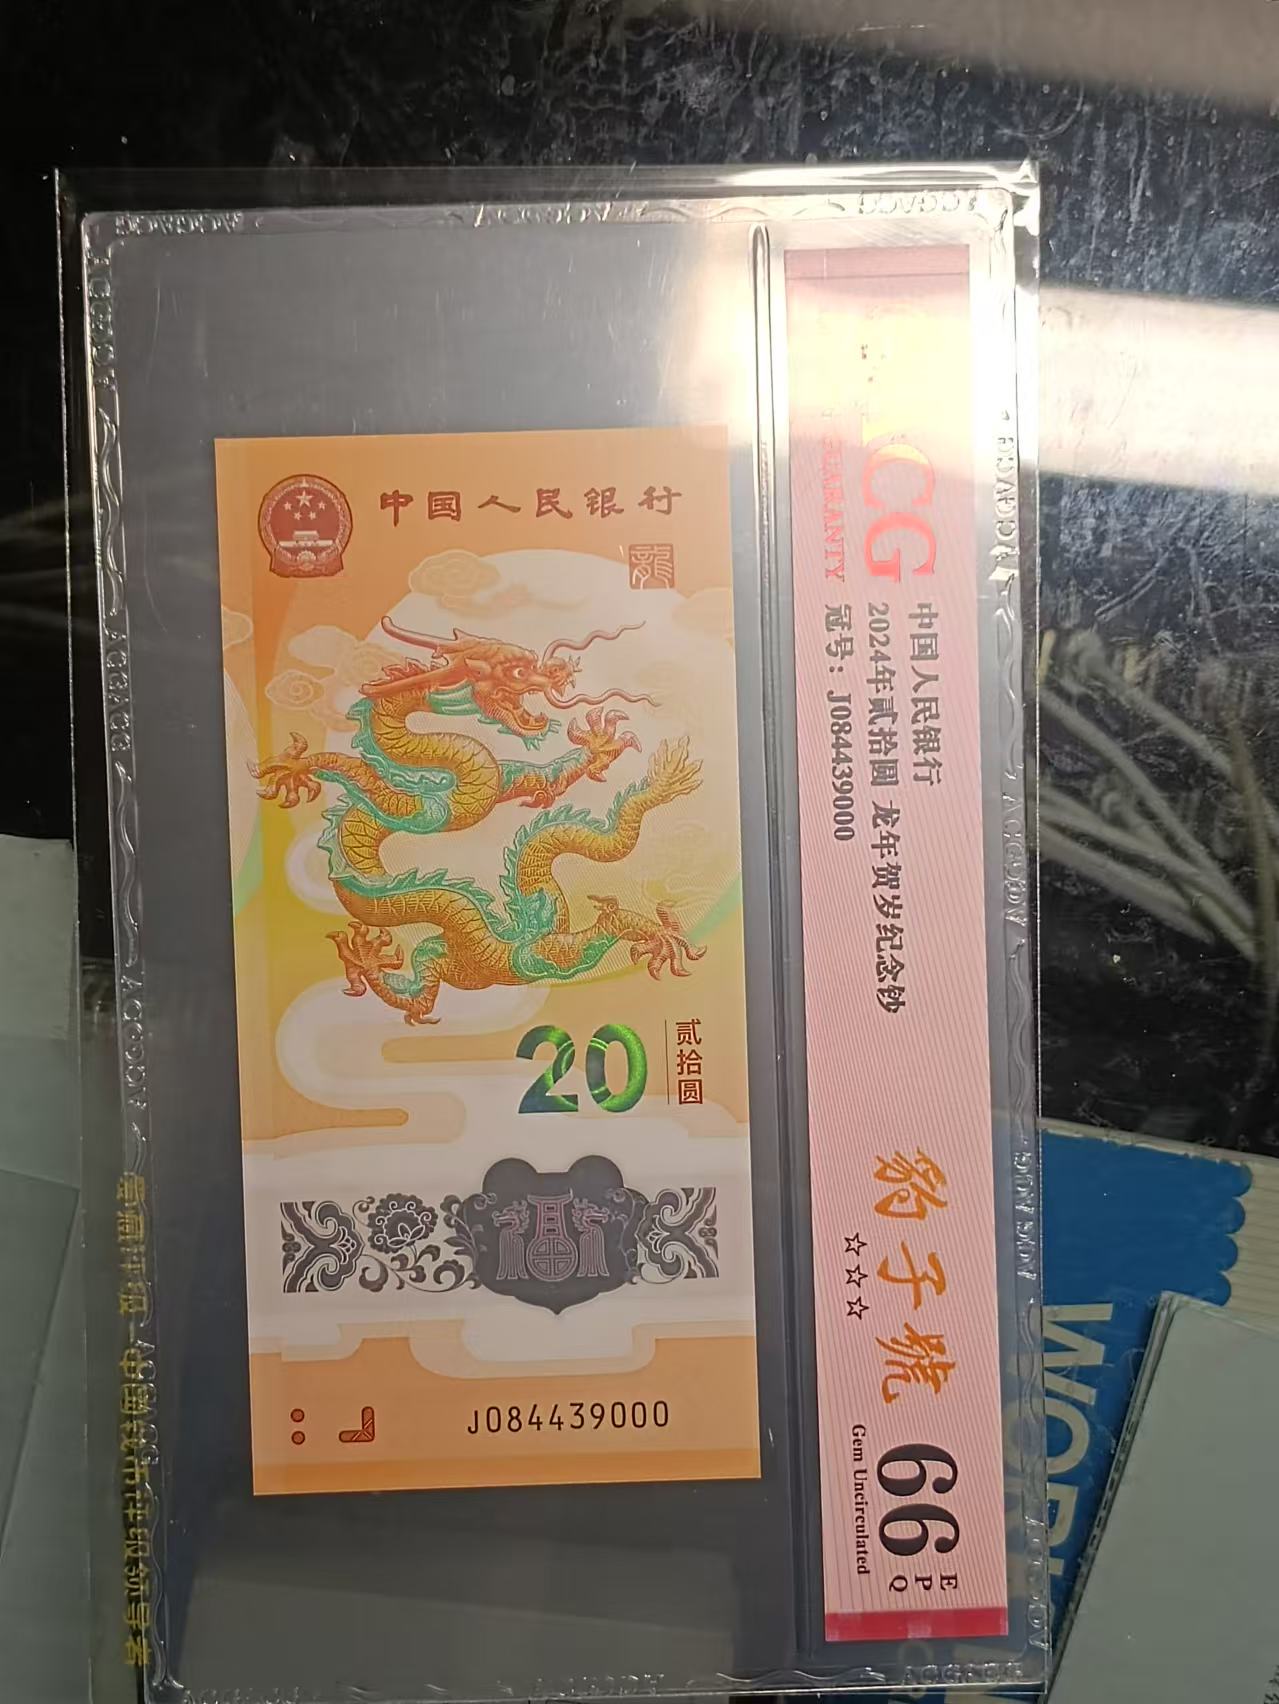 中国人民银行
龍
20
贰拾圆
J084439000
ACG
GUARANTY
中国人民银行
2024年贰拾圆 龙年贺岁纪念钞
冠号：J084439000
豹子號
☆☆☆
66
EPQ
Gem Uncirculated